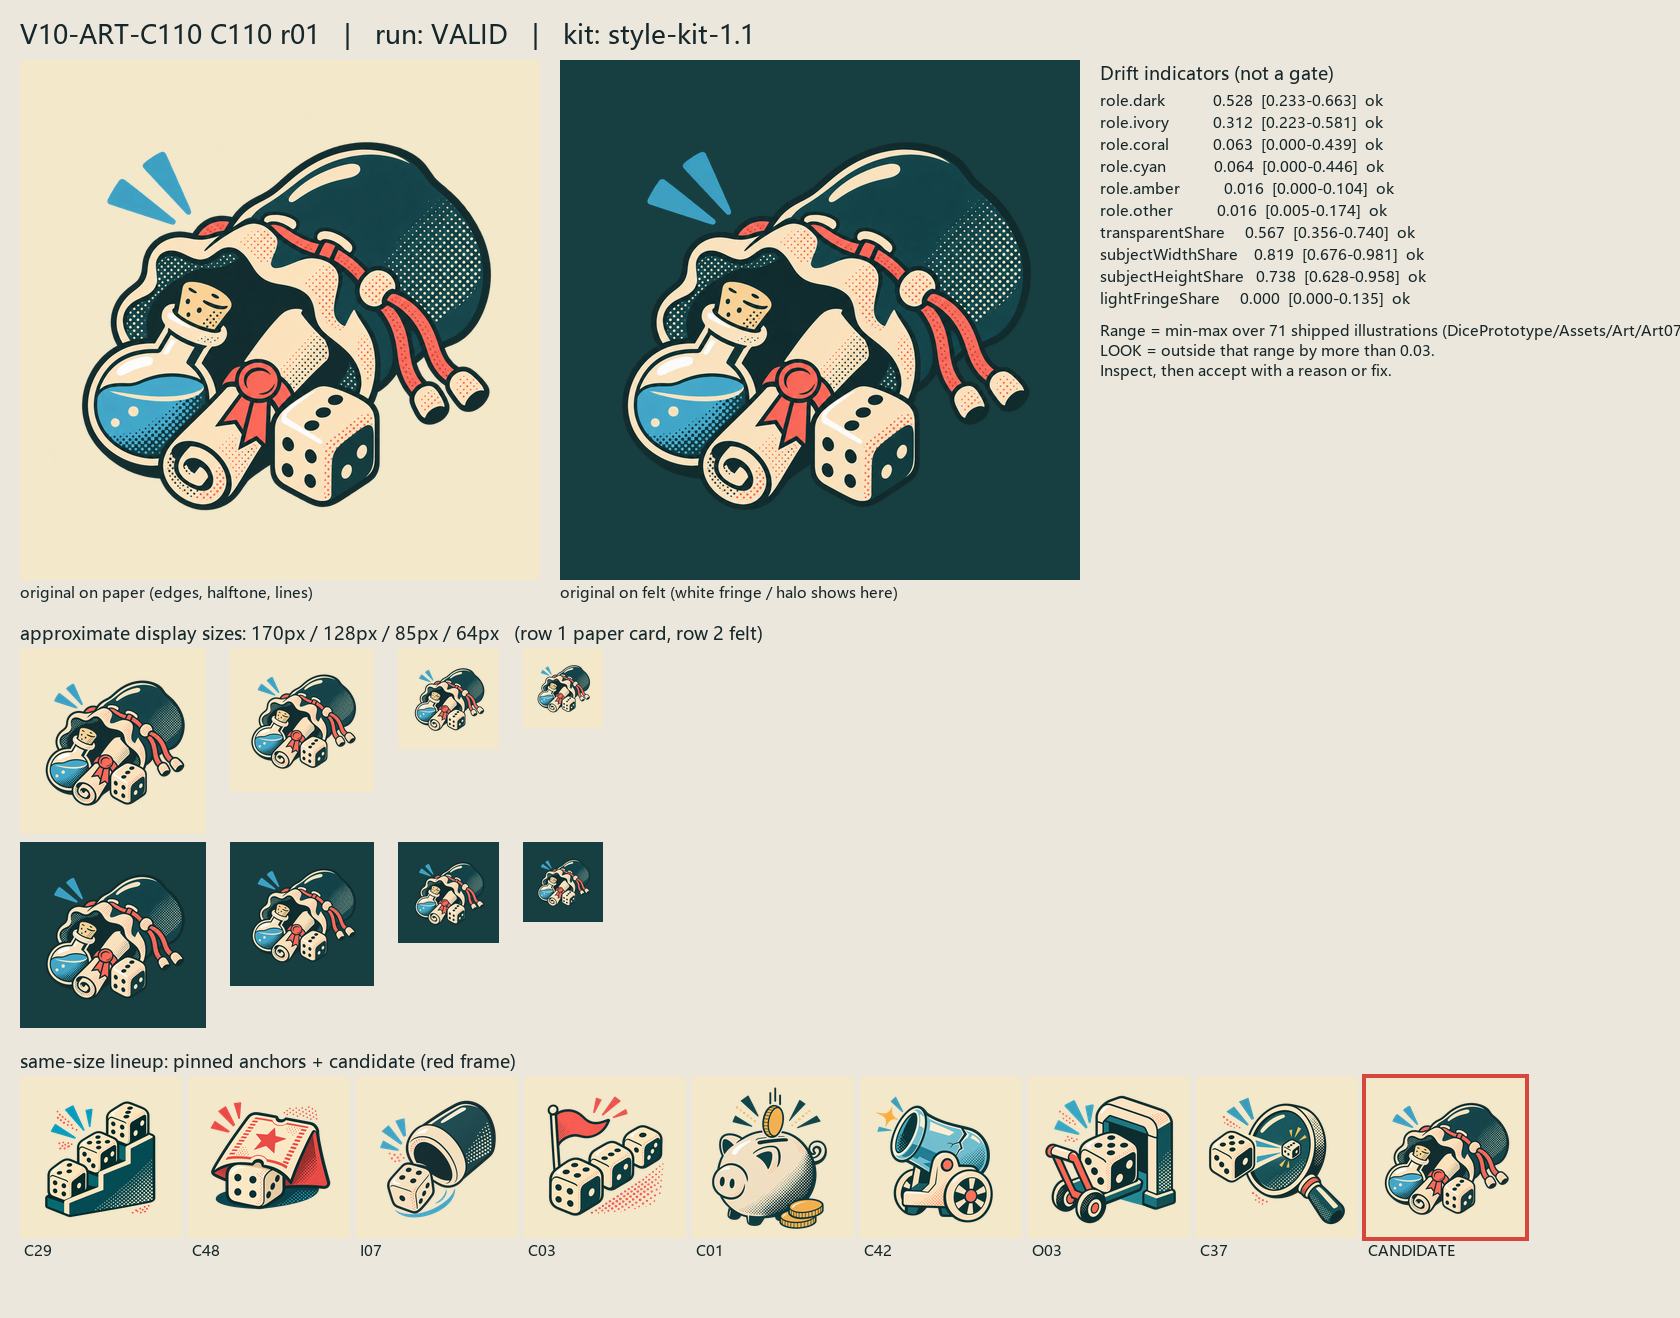 V10-ART-C110 C110 r01 | run: VALID | kit: style-kit-1.1
Drift indicators (not a gate)
role.dark 0.528 [0.233-0.663] ok
role.ivory 0.312 [0.223-0.581] ok
role.coral 0.063 [0.000-0.439] ok
role.cyan 0.064 [0.000-0.446] ok
role.amber 0.016 [0.000-0.104] ok
role.other 0.016 [0.005-0.174] ok
transparentShare 0.567 [0.356-0.740] ok
subjectWidthShare 0.819 [0.676-0.981] ok
subjectHeightShare 0.738 [0.628-0.958] ok
lightFringeShare 0.000 [0.000-0.135] ok
Range = min-max over 71 shipped illustrations (DicePrototype/Assets/Art/Art07
LOOK = outside that range by more than 0.03.
Inspect, then accept with a reason or fix.
original on paper (edges, halftone, lines)
original on felt (white fringe / halo shows here)
approximate display sizes: 170px / 128px / 85px / 64px (row 1 paper card, row 2 felt)
same-size lineup: pinned anchors + candidate (red frame)
C29
C48
I07
C03
C01
C42
O03
C37
CANDIDATE